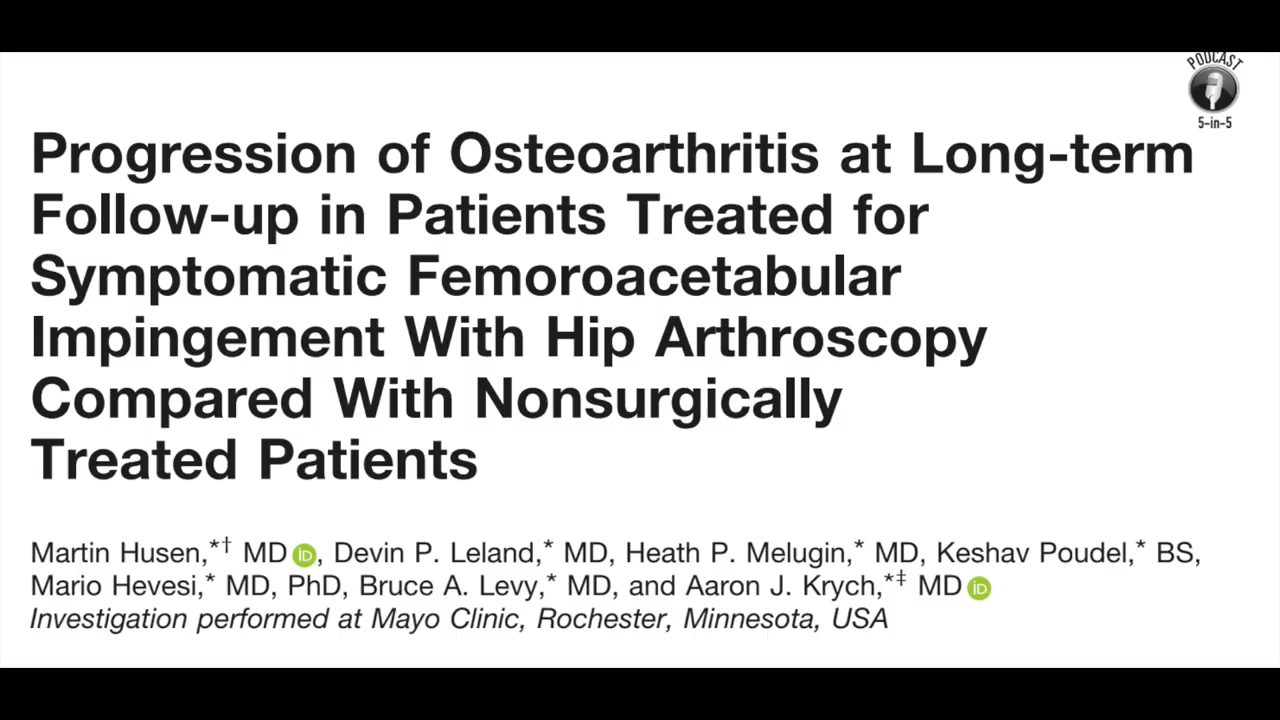 PODCAST
5-in-5
Progression of Osteoarthritis at Long-term
Follow-up in Patients Treated for
Symptomatic Femoroacetabular
Impingement With Hip Arthroscopy
Compared With Nonsurgically
Treated Patients
Martin Husen,*† MD iD, Devin P. Leland,* MD, Heath P. Melugin,* MD, Keshav Poudel,* BS,
Mario Hevesi,* MD, PhD, Bruce A. Levy,* MD, and Aaron J. Krych,*‡ MD iD
Investigation performed at Mayo Clinic, Rochester, Minnesota, USA